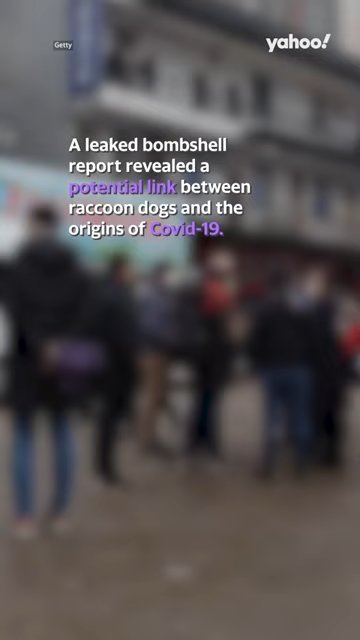 Getty
yahoo!
A leaked bombshell
report revealed a
potential link between
raccoon dogs and the
origins of Covid-19.